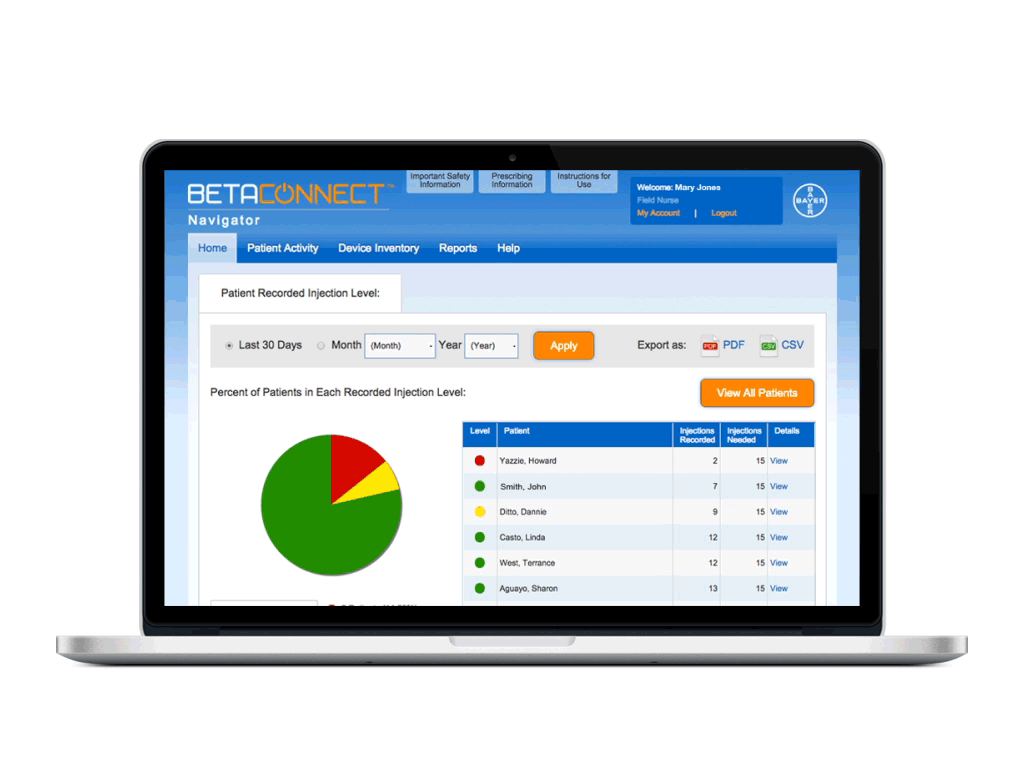 BETACONNECT™
Navigator
Important Safety
Information
Prescribing
Information
Instructions for
Use
Welcome: Mary Jones
Field Nurse
My Account | Logout
BAYER
BAYER
Home Patient Activity Device Inventory Reports Help
Patient Recorded Injection Level:
Last 30 Days Month (Month) Year (Year) Apply Export as: PDF PDF CSV CSV
Percent of Patients in Each Recorded Injection Level:
View All Patients
Level Patient Injections Recorded Injections Needed Details
Yazzie, Howard 2 15 View
Smith, John 7 15 View
Ditto, Dannie 9 15 View
Casto, Linda 12 15 View
West, Terrance 12 15 View
Aguayo, Sharon 13 15 View